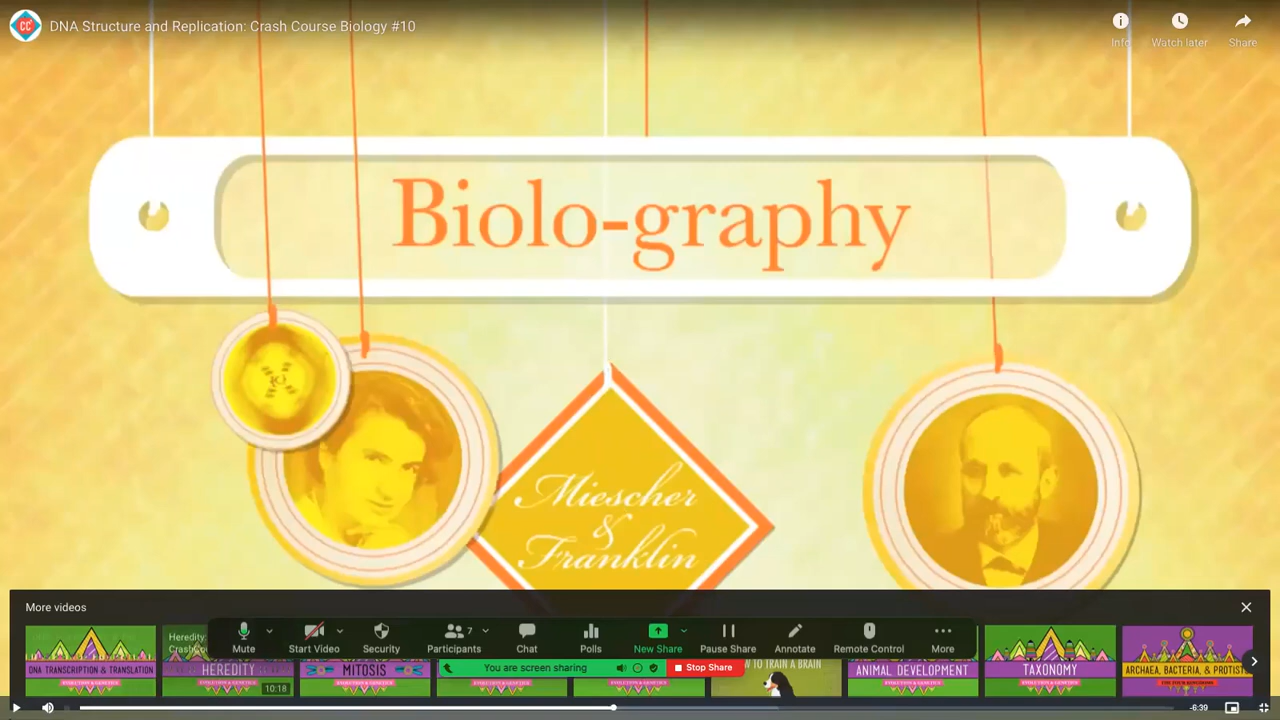 CC
DNA Structure and Replication: Crash Course Biology #10
Info
Watch later
Share
Biolo-graphy
Miescher
&
Franklin
More videos
DNA TRANSCRIPTION & TRANSLATION
Heredity:
HEREDITY
10:18
MITOSIS
TO TRAIN A BRAIN
ANIMAL DEVELOPMENT
TAXONOMY
ARCHAEA, BACTERIA, & PROTISTS
Mute
Start Video
Security
7
Participants
Chat
Polls
New Share
Pause Share
Annotate
Remote Control
More
You are screen sharing
Stop Share
-6:39